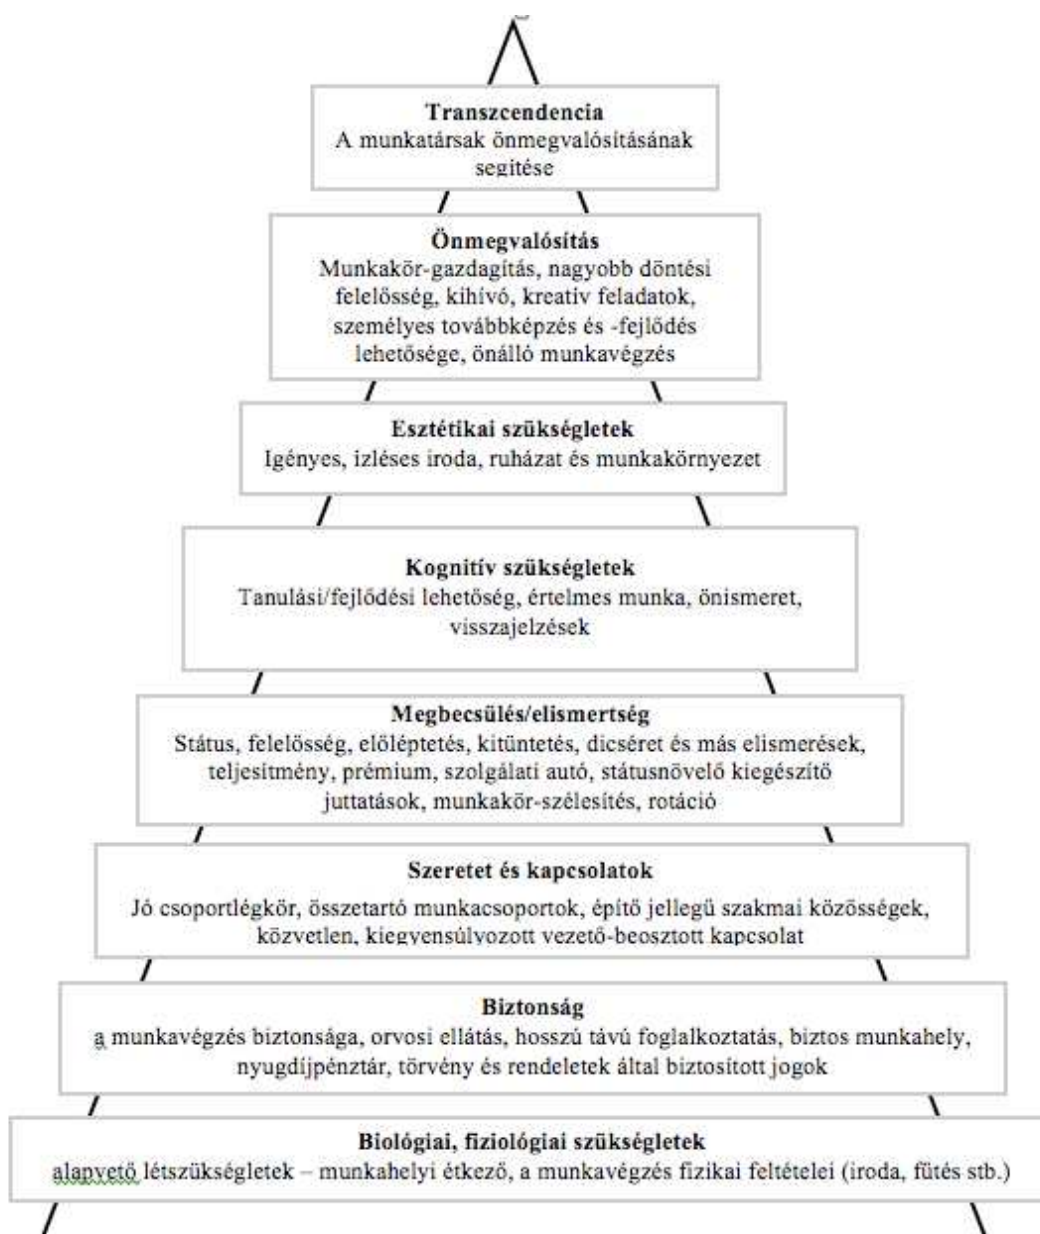 Transzcendencia
A munkatársak önmegvalósításának
segítése
Önmegvalósítás
Munkakör-gazdagítás, nagyobb döntési
felelősség, kihívó, kreatív feladatok,
személyes továbbképzés és -fejlődés
lehetősége, önálló munkavégzés
Esztétikai szükségletek
Igényes, ízléses iroda, ruházat és munkakörnyezet
Kognitív szükségletek
Tanulási/fejlődési lehetőség, értelmes munka, önismeret,
visszajelzések
Megbecsülés/elismertség
Státus, felelősség, előléptetés, kitüntetés, dicséret és más elismerések,
teljesítmény, prémium, szolgálati autó, státusnövelő kiegészítő
juttatások, munkakör-szélesítés, rotáció
Szeretet és kapcsolatok
Jó csoportlégkör, összetartó munkacsoportok, építő jellegű szakmai közösségek,
közvetlen, kiegyensúlyozott vezető-beosztott kapcsolat
Biztonság
a munkavégzés biztonsága, orvosi ellátás, hosszú távú foglalkoztatás, biztos munkahely,
nyugdíjpénztár, törvény és rendeletek által biztosított jogok
Biológiai, fiziológiai szükségletek
alapvető létszükségletek – munkahelyi étkező, a munkavégzés fizikai feltételei (iroda, fűtés stb.)